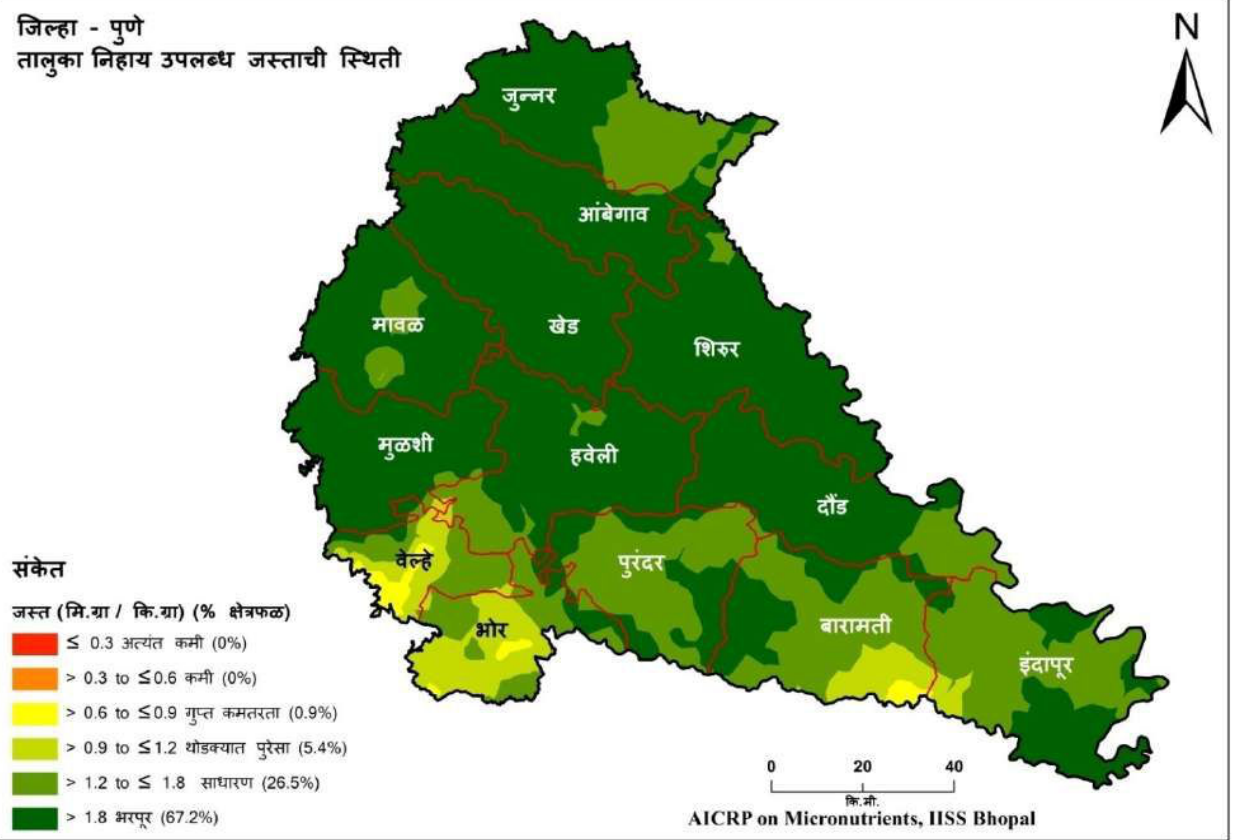 जिल्हा - पुणे
तालुका निहाय उपलब्ध जस्ताची स्थिती
N
जुन्नर
आंबेगाव
मावळ
खेड
शिरुर
मुळशी
हवेली
दौंड
वेल्हे
पुरंदर
भोर
बारामती
इंदापूर
संकेत
जस्त (मि.ग्रा / कि.ग्रा) (% क्षेत्रफळ)
≤ 0.3 अत्यंत कमी (0%)
> 0.3 to ≤0.6 कमी (0%)
> 0.6 to ≤0.9 गुप्त कमतरता (0.9%)
> 0.9 to ≤1.2 थोडक्यात पुरेसा (5.4%)
> 1.2 to ≤ 1.8 साधारण (26.5%)
> 1.8 भरपूर (67.2%)
0 20 40
कि.मी.
AICRP on Micronutrients, IISS Bhopal